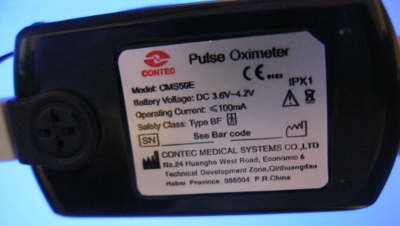 Pulse Oximeter
CONTEC
Model: CMS50E
IPX1
Battery Voltage: DC 3.6V~4.2V
Operating Current: ≤100mA
Safety Class: Type BF
SN
See Bar code
CONTEC MEDICAL SYSTEMS CO.,LTD
No.24 Huanghe West Road, Economic &
Technical Development Zone, Qinhuangdao
Hebei Province, 066004, P.R.China